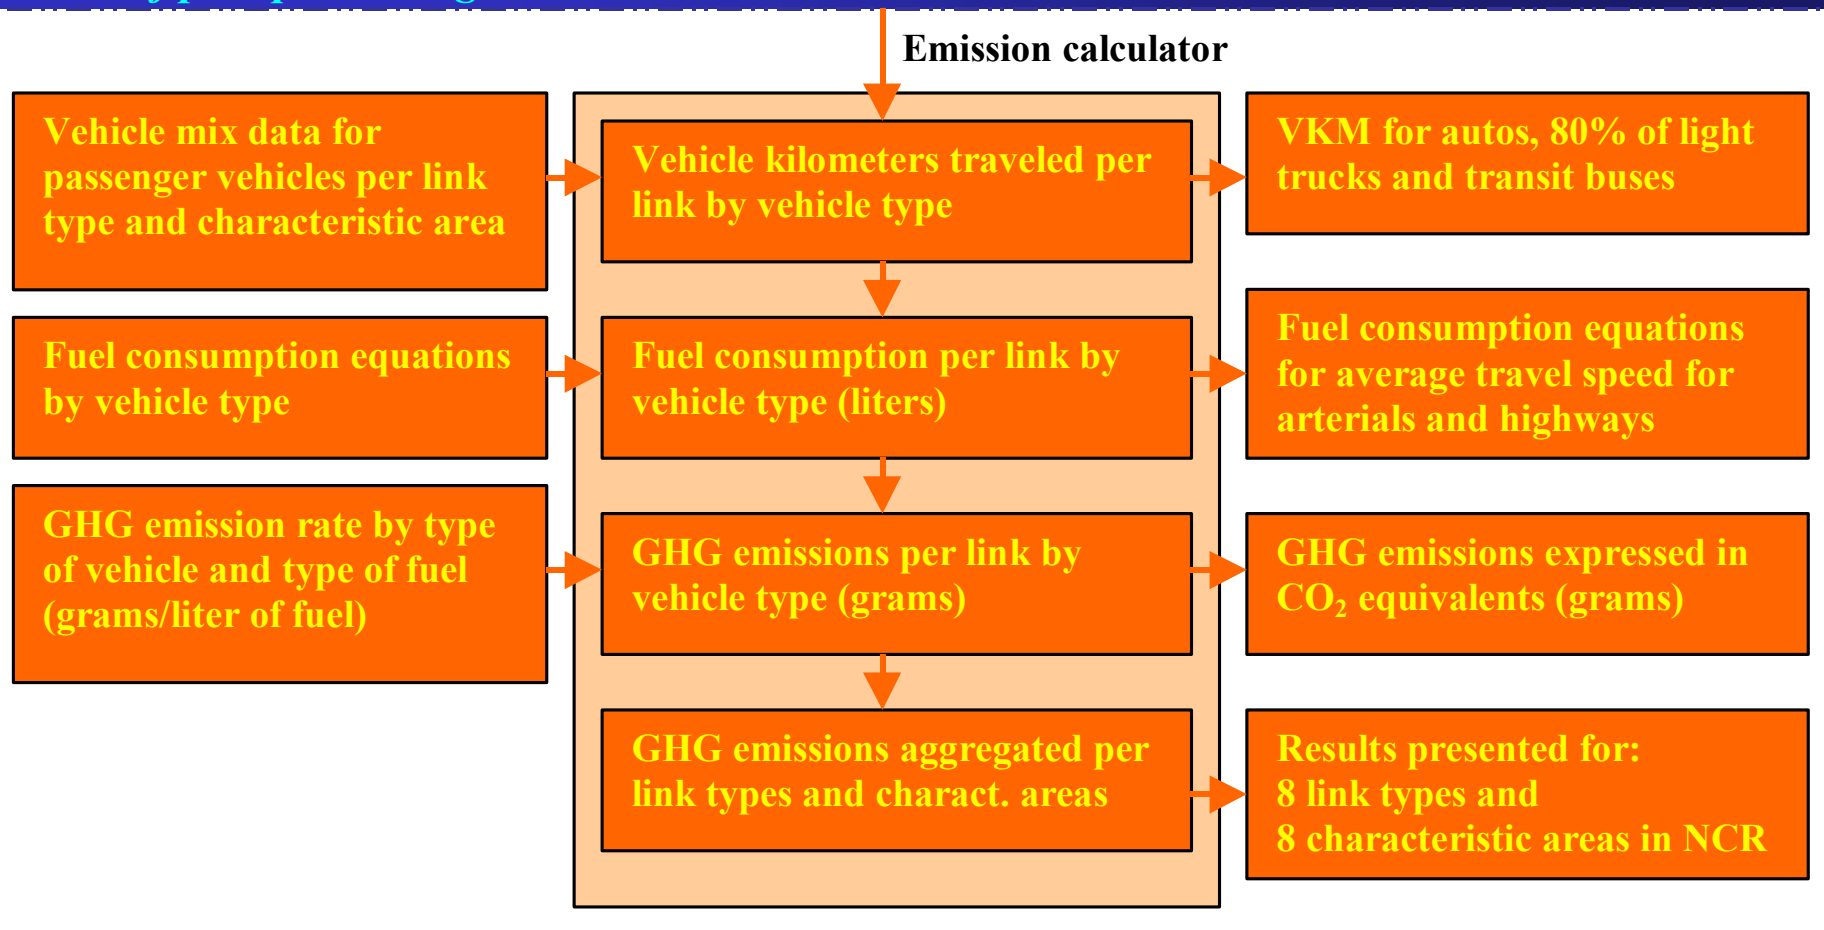 Emission calculator
Vehicle mix data for
passenger vehicles per link
type and characteristic area
Vehicle kilometers traveled per
link by vehicle type
VKM for autos, 80% of light
trucks and transit buses
Fuel consumption equations
by vehicle type
Fuel consumption per link by
vehicle type (liters)
Fuel consumption equations
for average travel speed for
arterials and highways
GHG emission rate by type
of vehicle and type of fuel
(grams/liter of fuel)
GHG emissions per link by
vehicle type (grams)
GHG emissions expressed in
CO₂ equivalents (grams)
GHG emissions aggregated per
link types and charact. areas
Results presented for:
8 link types and
8 characteristic areas in NCR